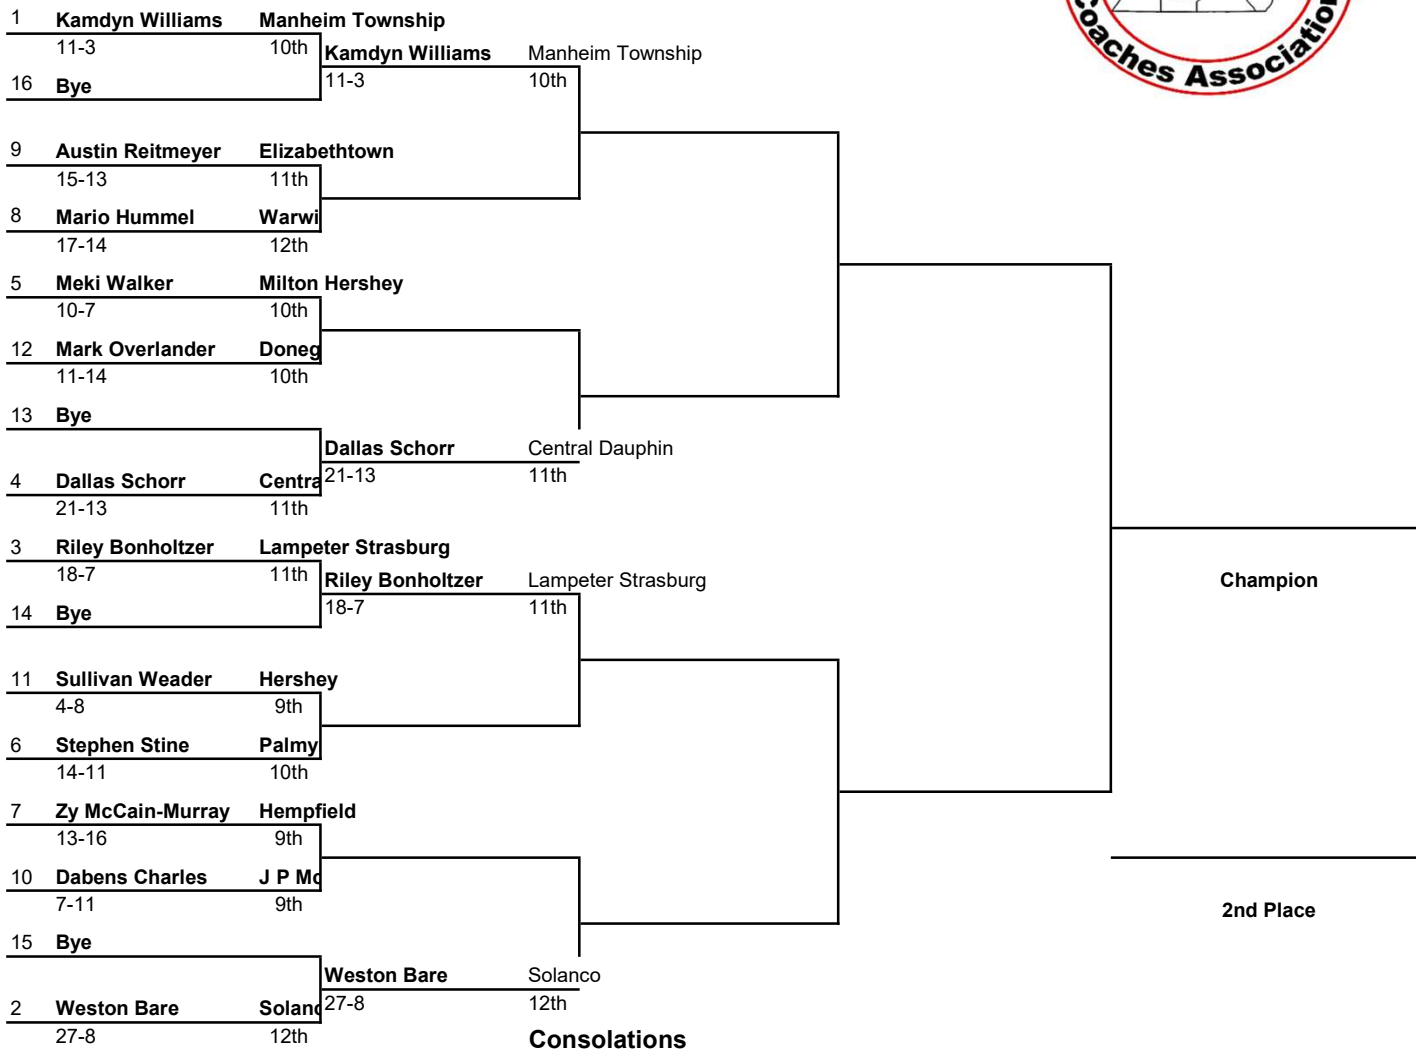 1 Kamdyn Williams Manheim Township
11-3 10th
Kamdyn Williams Manheim Township
11-3 10th
16 Bye
Coaches Association
9 Austin Reitmeyer Elizabethtown
15-13 11th
8 Mario Hummel Warwi
17-14 12th
5 Meki Walker Milton Hershey
10-7 10th
12 Mark Overlander Doneg
11-14 10th
13 Bye
Dallas Schorr Central Dauphin
21-13 11th
4 Dallas Schorr Centra
21-13 11th
3 Riley Bonholtzer Lampeter Strasburg
18-7 11th
Riley Bonholtzer Lampeter Strasburg
18-7 11th
14 Bye
Champion
11 Sullivan Weader Hershey
4-8 9th
6 Stephen Stine Palmy
14-11 10th
7 Zy McCain-Murray Hempfield
13-16 9th
10 Dabens Charles J P Mc
7-11 9th
2nd Place
15 Bye
Weston Bare Solanco
27-8 12th
2 Weston Bare Solanc
27-8 12th
Consolations